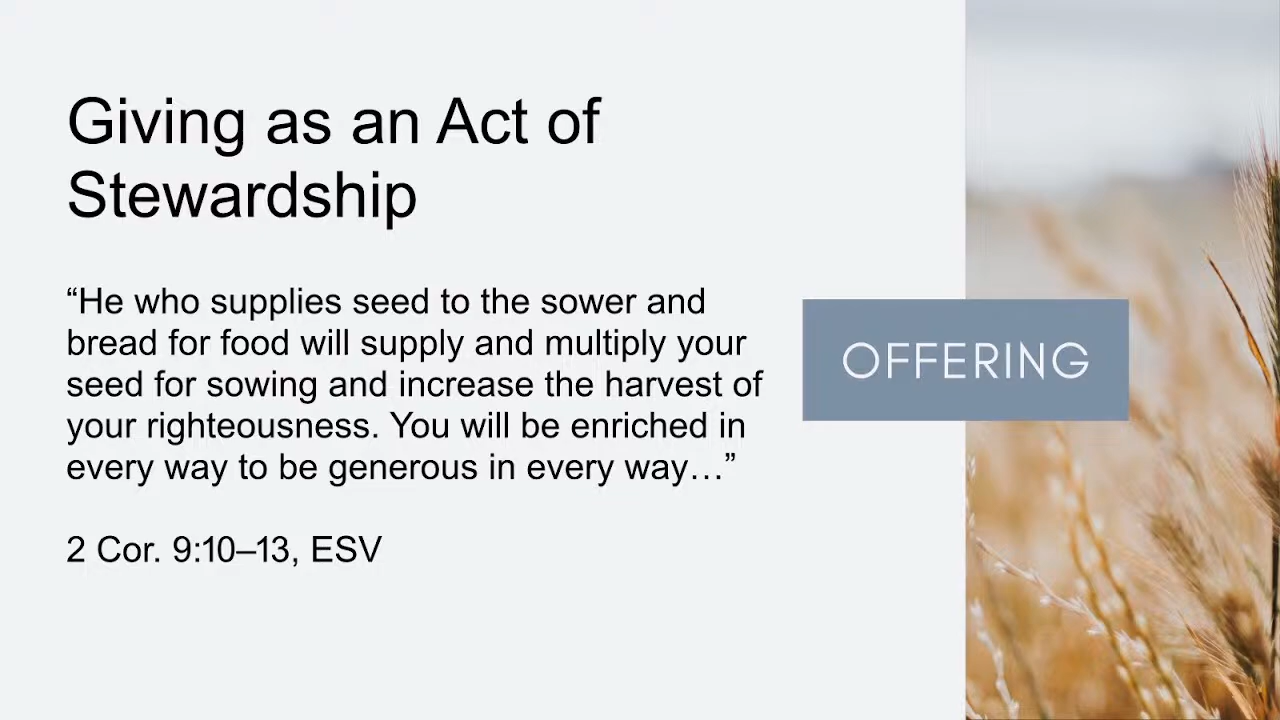 Giving as an Act of
Stewardship
“He who supplies seed to the sower and
bread for food will supply and multiply your
seed for sowing and increase the harvest of
your righteousness. You will be enriched in
every way to be generous in every way…”
2 Cor. 9:10–13, ESV
OFFERING